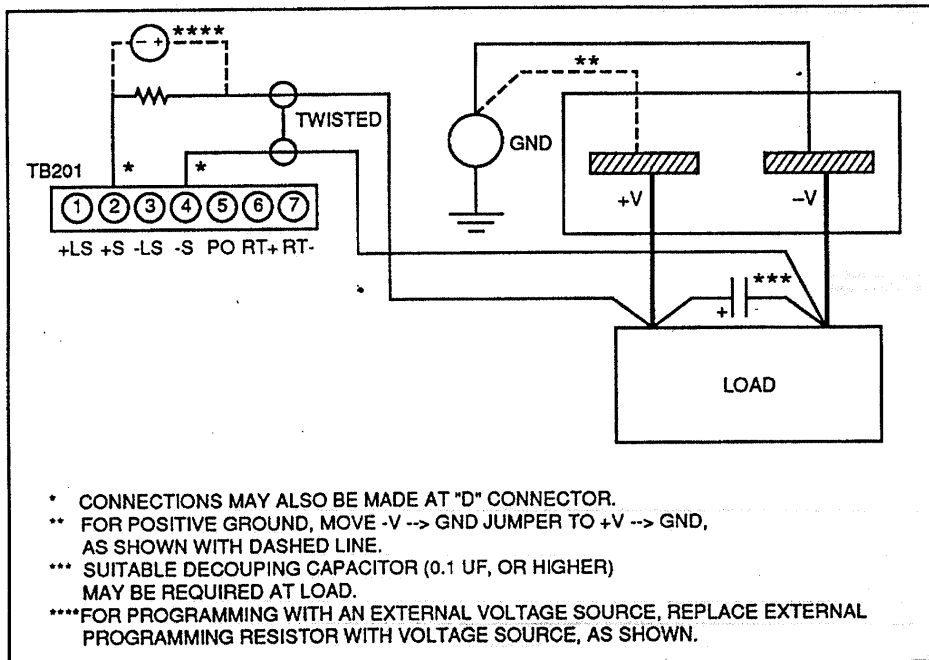 - + ****
**
TWISTED
GND
TB201
* *
1 2 3 4 5 6 7
+LS +S -LS -S PO RT+ RT-
+V
–V
***
+ -
LOAD
* CONNECTIONS MAY ALSO BE MADE AT "D" CONNECTOR.
** FOR POSITIVE GROUND, MOVE -V --> GND JUMPER TO +V --> GND,
AS SHOWN WITH DASHED LINE.
*** SUITABLE DECOUPING CAPACITOR (0.1 UF, OR HIGHER)
MAY BE REQUIRED AT LOAD.
****FOR PROGRAMMING WITH AN EXTERNAL VOLTAGE SOURCE, REPLACE EXTERNAL
PROGRAMMING RESISTOR WITH VOLTAGE SOURCE, AS SHOWN.